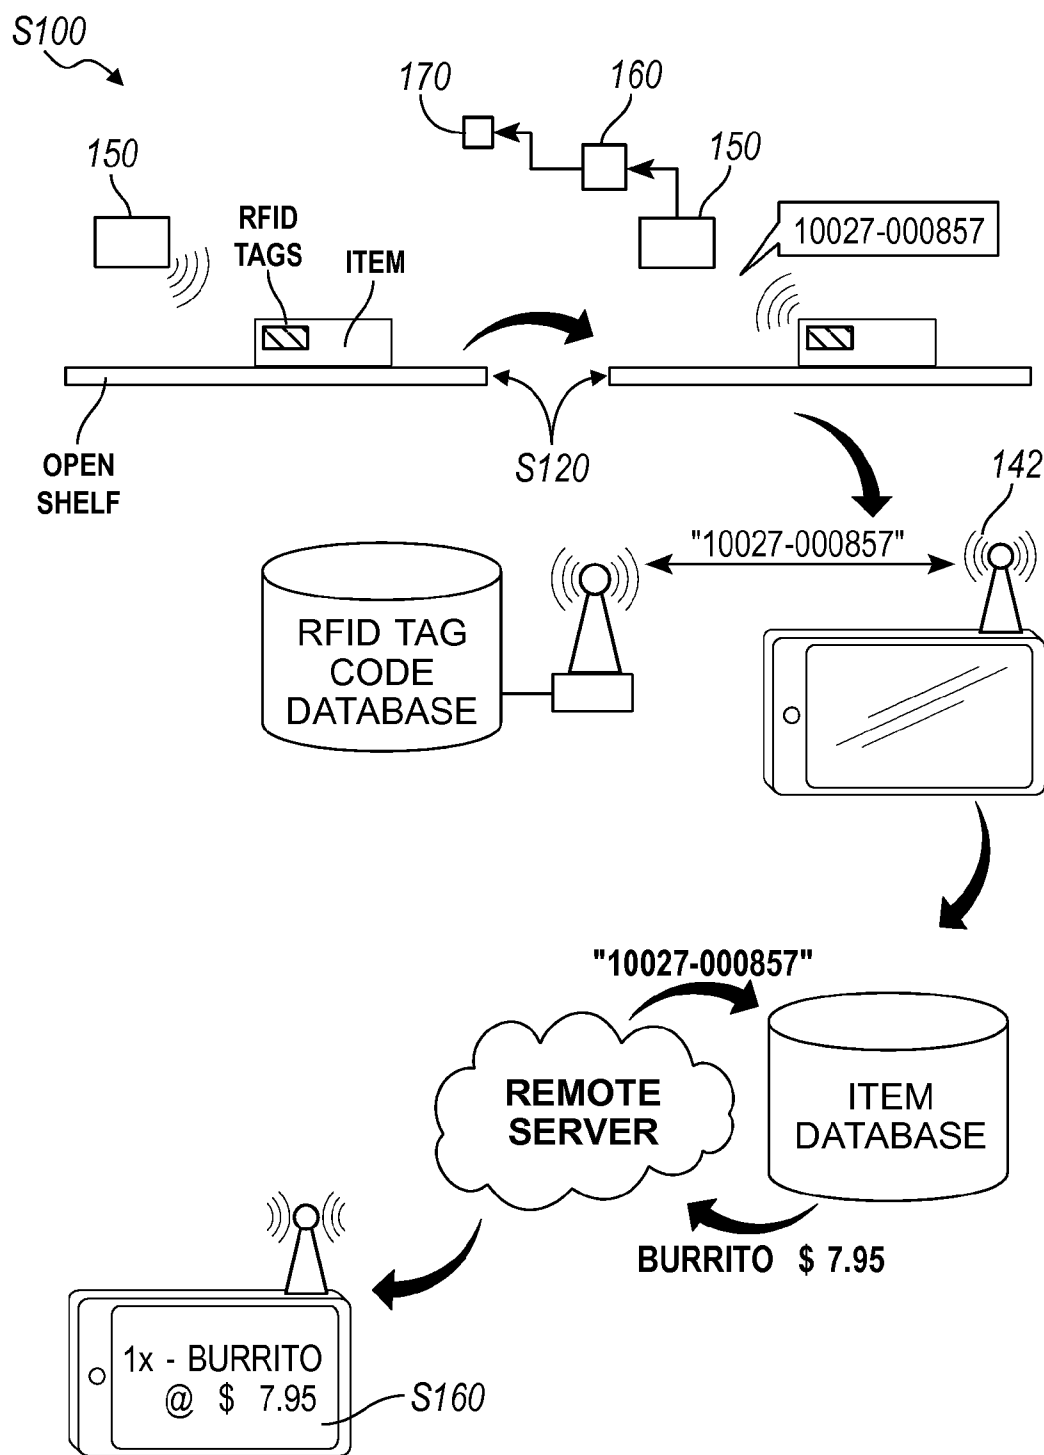 S100
170
160
150
150
RFID
TAGS
ITEM
10027-000857
OPEN
SHELF
S120
142
"10027-000857"
RFID TAG
CODE
DATABASE
"10027-000857"
REMOTE
SERVER
ITEM
DATABASE
BURRITO $ 7.95
1x - BURRITO
@ $ 7.95
S160